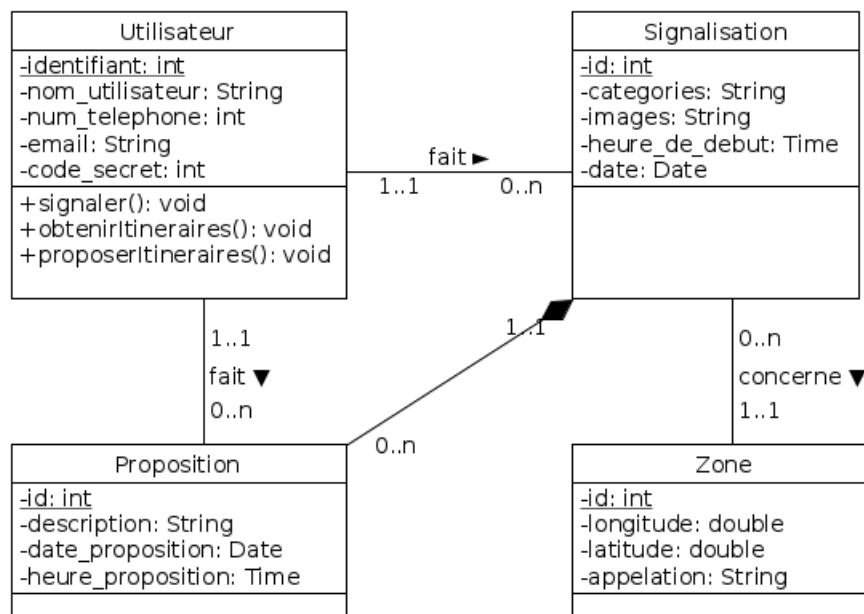 Utilisateur
-identifiant: int
-nom_utilisateur: String
-num_telephone: int
-email: String
-code_secret: int
+signaler(): void
+obtenirItineraires(): void
+proposerItineraires(): void
fait ►
1..1
0..n
Signalisation
-id: int
-categories: String
-images: String
-heure_de_debut: Time
-date: Date
1..1
fait ▼
0..n
1..1
0..n
0..n
concerne ▼
1..1
Proposition
-id: int
-description: String
-date_proposition: Date
-heure_proposition: Time
Zone
-id: int
-longitude: double
-latitude: double
-appelation: String